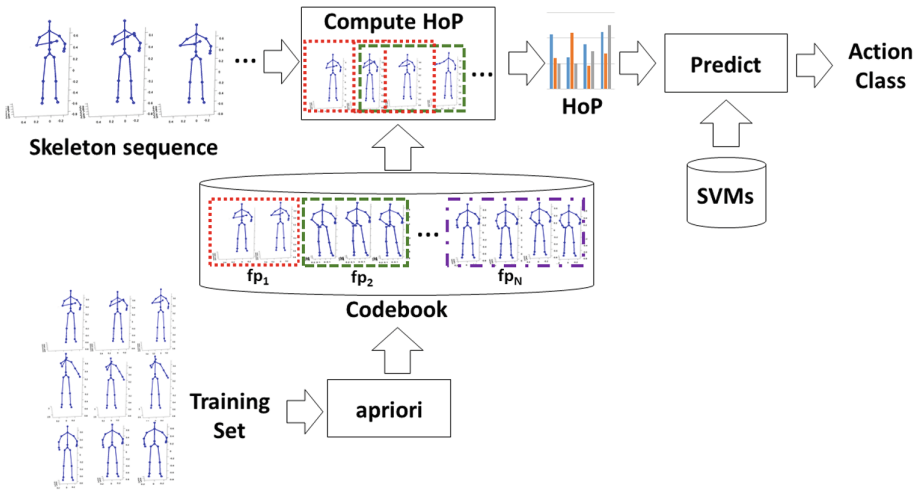 Compute HoP
...
...
Skeleton sequence
HoP
Predict
Action
Class
SVMs
...
fp1
fp2
fpN
Codebook
Training
Set
apriori